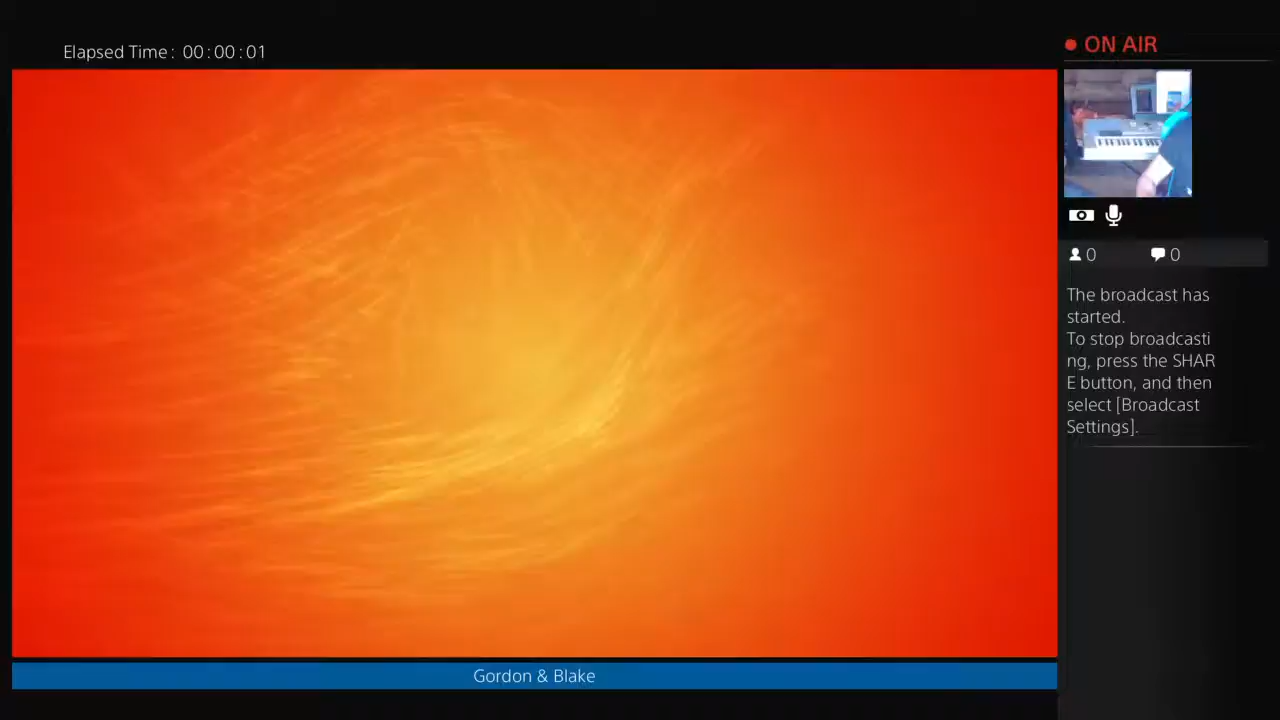 Elapsed Time: 00:00:01
ON AIR
0 0
The broadcast has
started.
To stop broadcasti
ng, press the SHAR
E button, and then
select [Broadcast
Settings].
Gordon & Blake